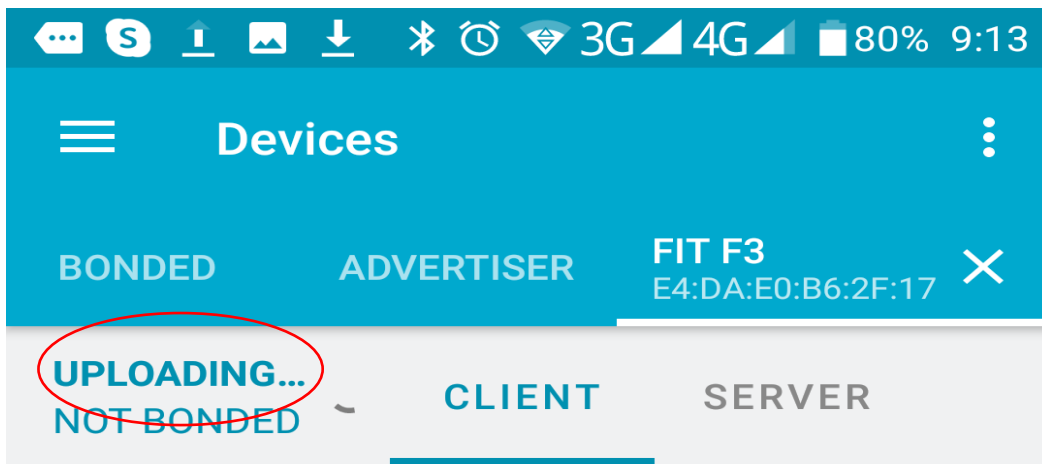 S 3G 4G 80% 9:13
Devices
BONDED ADVERTISER FIT F3
E4:DA:E0:B6:2F:17
UPLOADING...
NOT BONDED
CLIENT SERVER